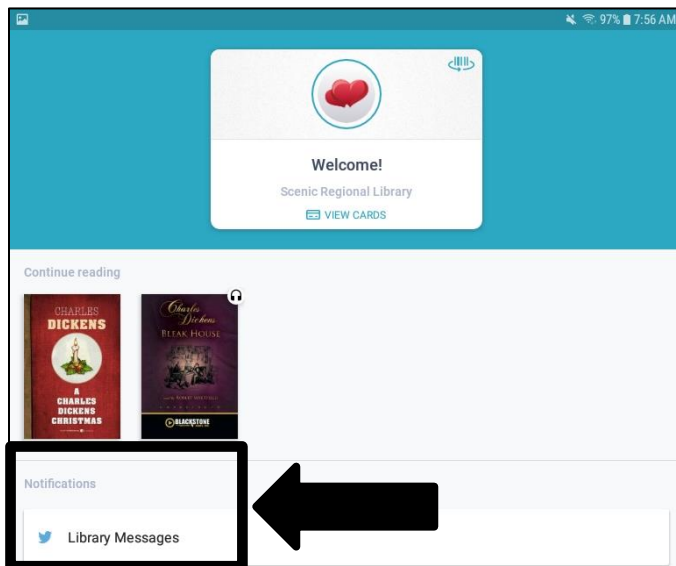 97% 7:56 AM
Welcome!
Scenic Regional Library
VIEW CARDS
Continue reading
CHARLES
DICKENS
A
CHARLES
DICKENS
CHRISTMAS
Charles
Dickens
BLEAK HOUSE
BLACKSTONE
Notifications
Library Messages